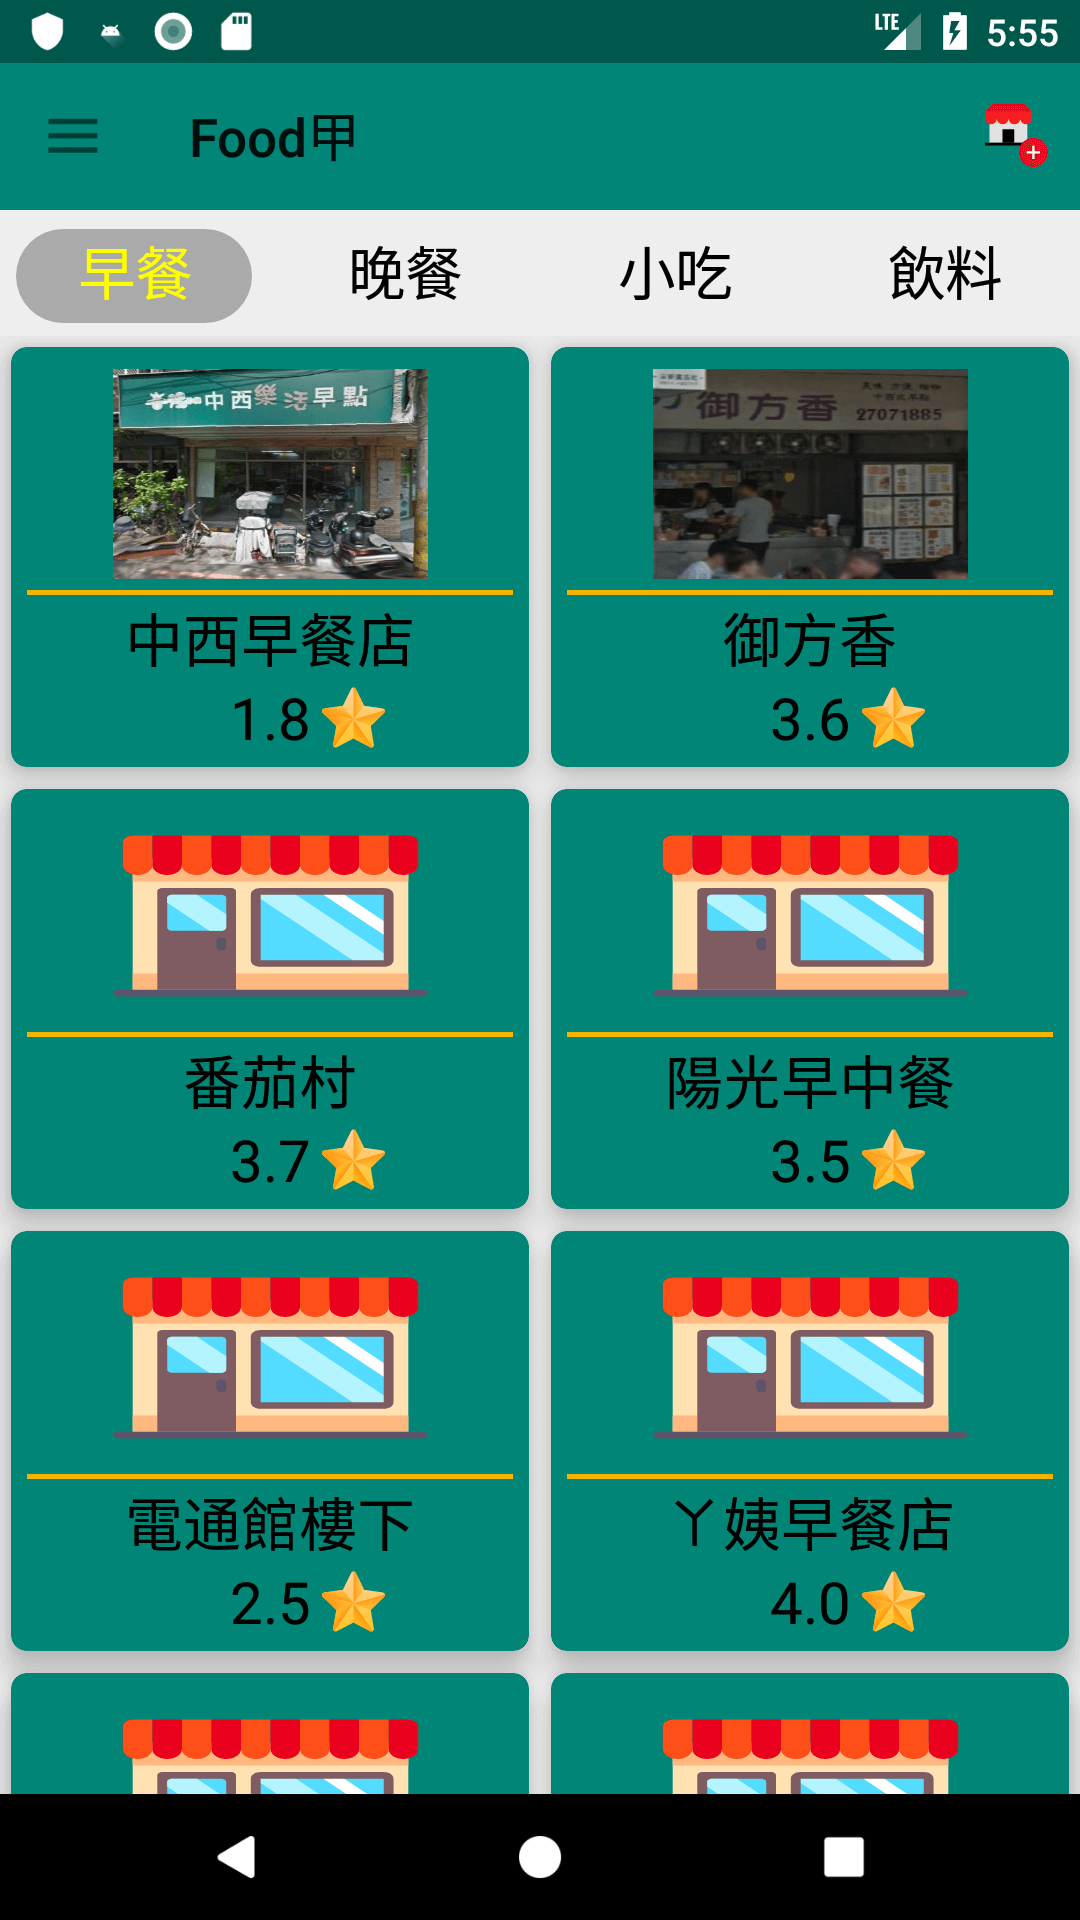 LTE 5:55
Food甲
早餐 晚餐 小吃 飲料
中西樂活早點
御方香
27071885
中西早餐店 御方香
1.8 3.6
番茄村 陽光早中餐
3.7 3.5
電通館樓下 丫姨早餐店
2.5 4.0